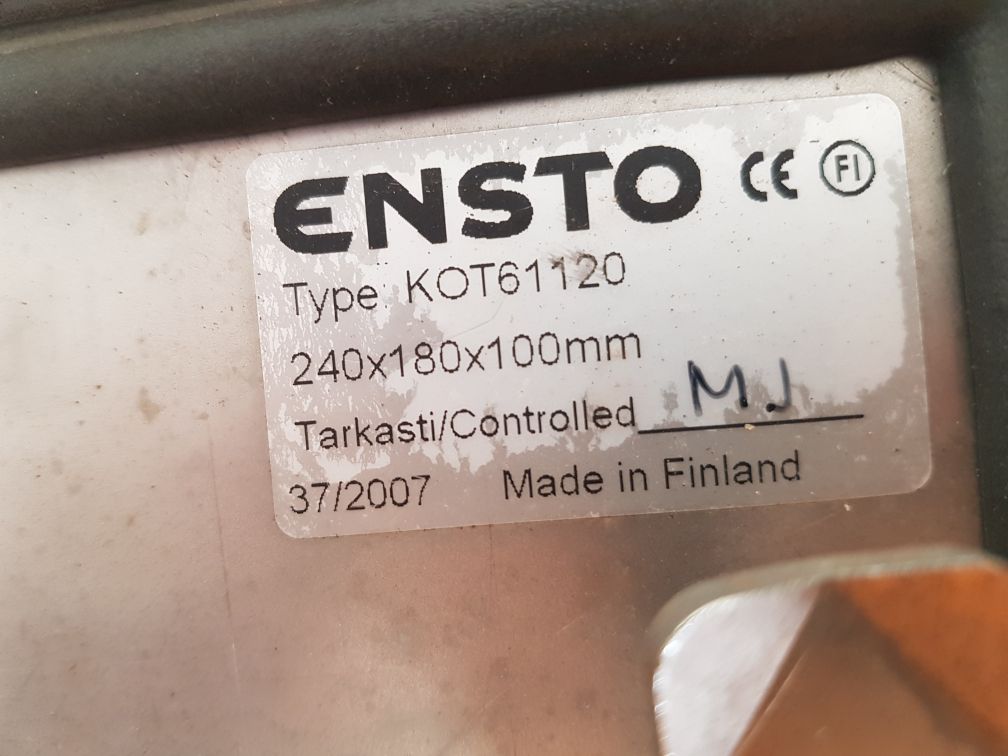 ENSTO CE FI
Type: KOT61120
240x180x100mm
Tarkasti/Controlled MJ
37/2007 Made in Finland